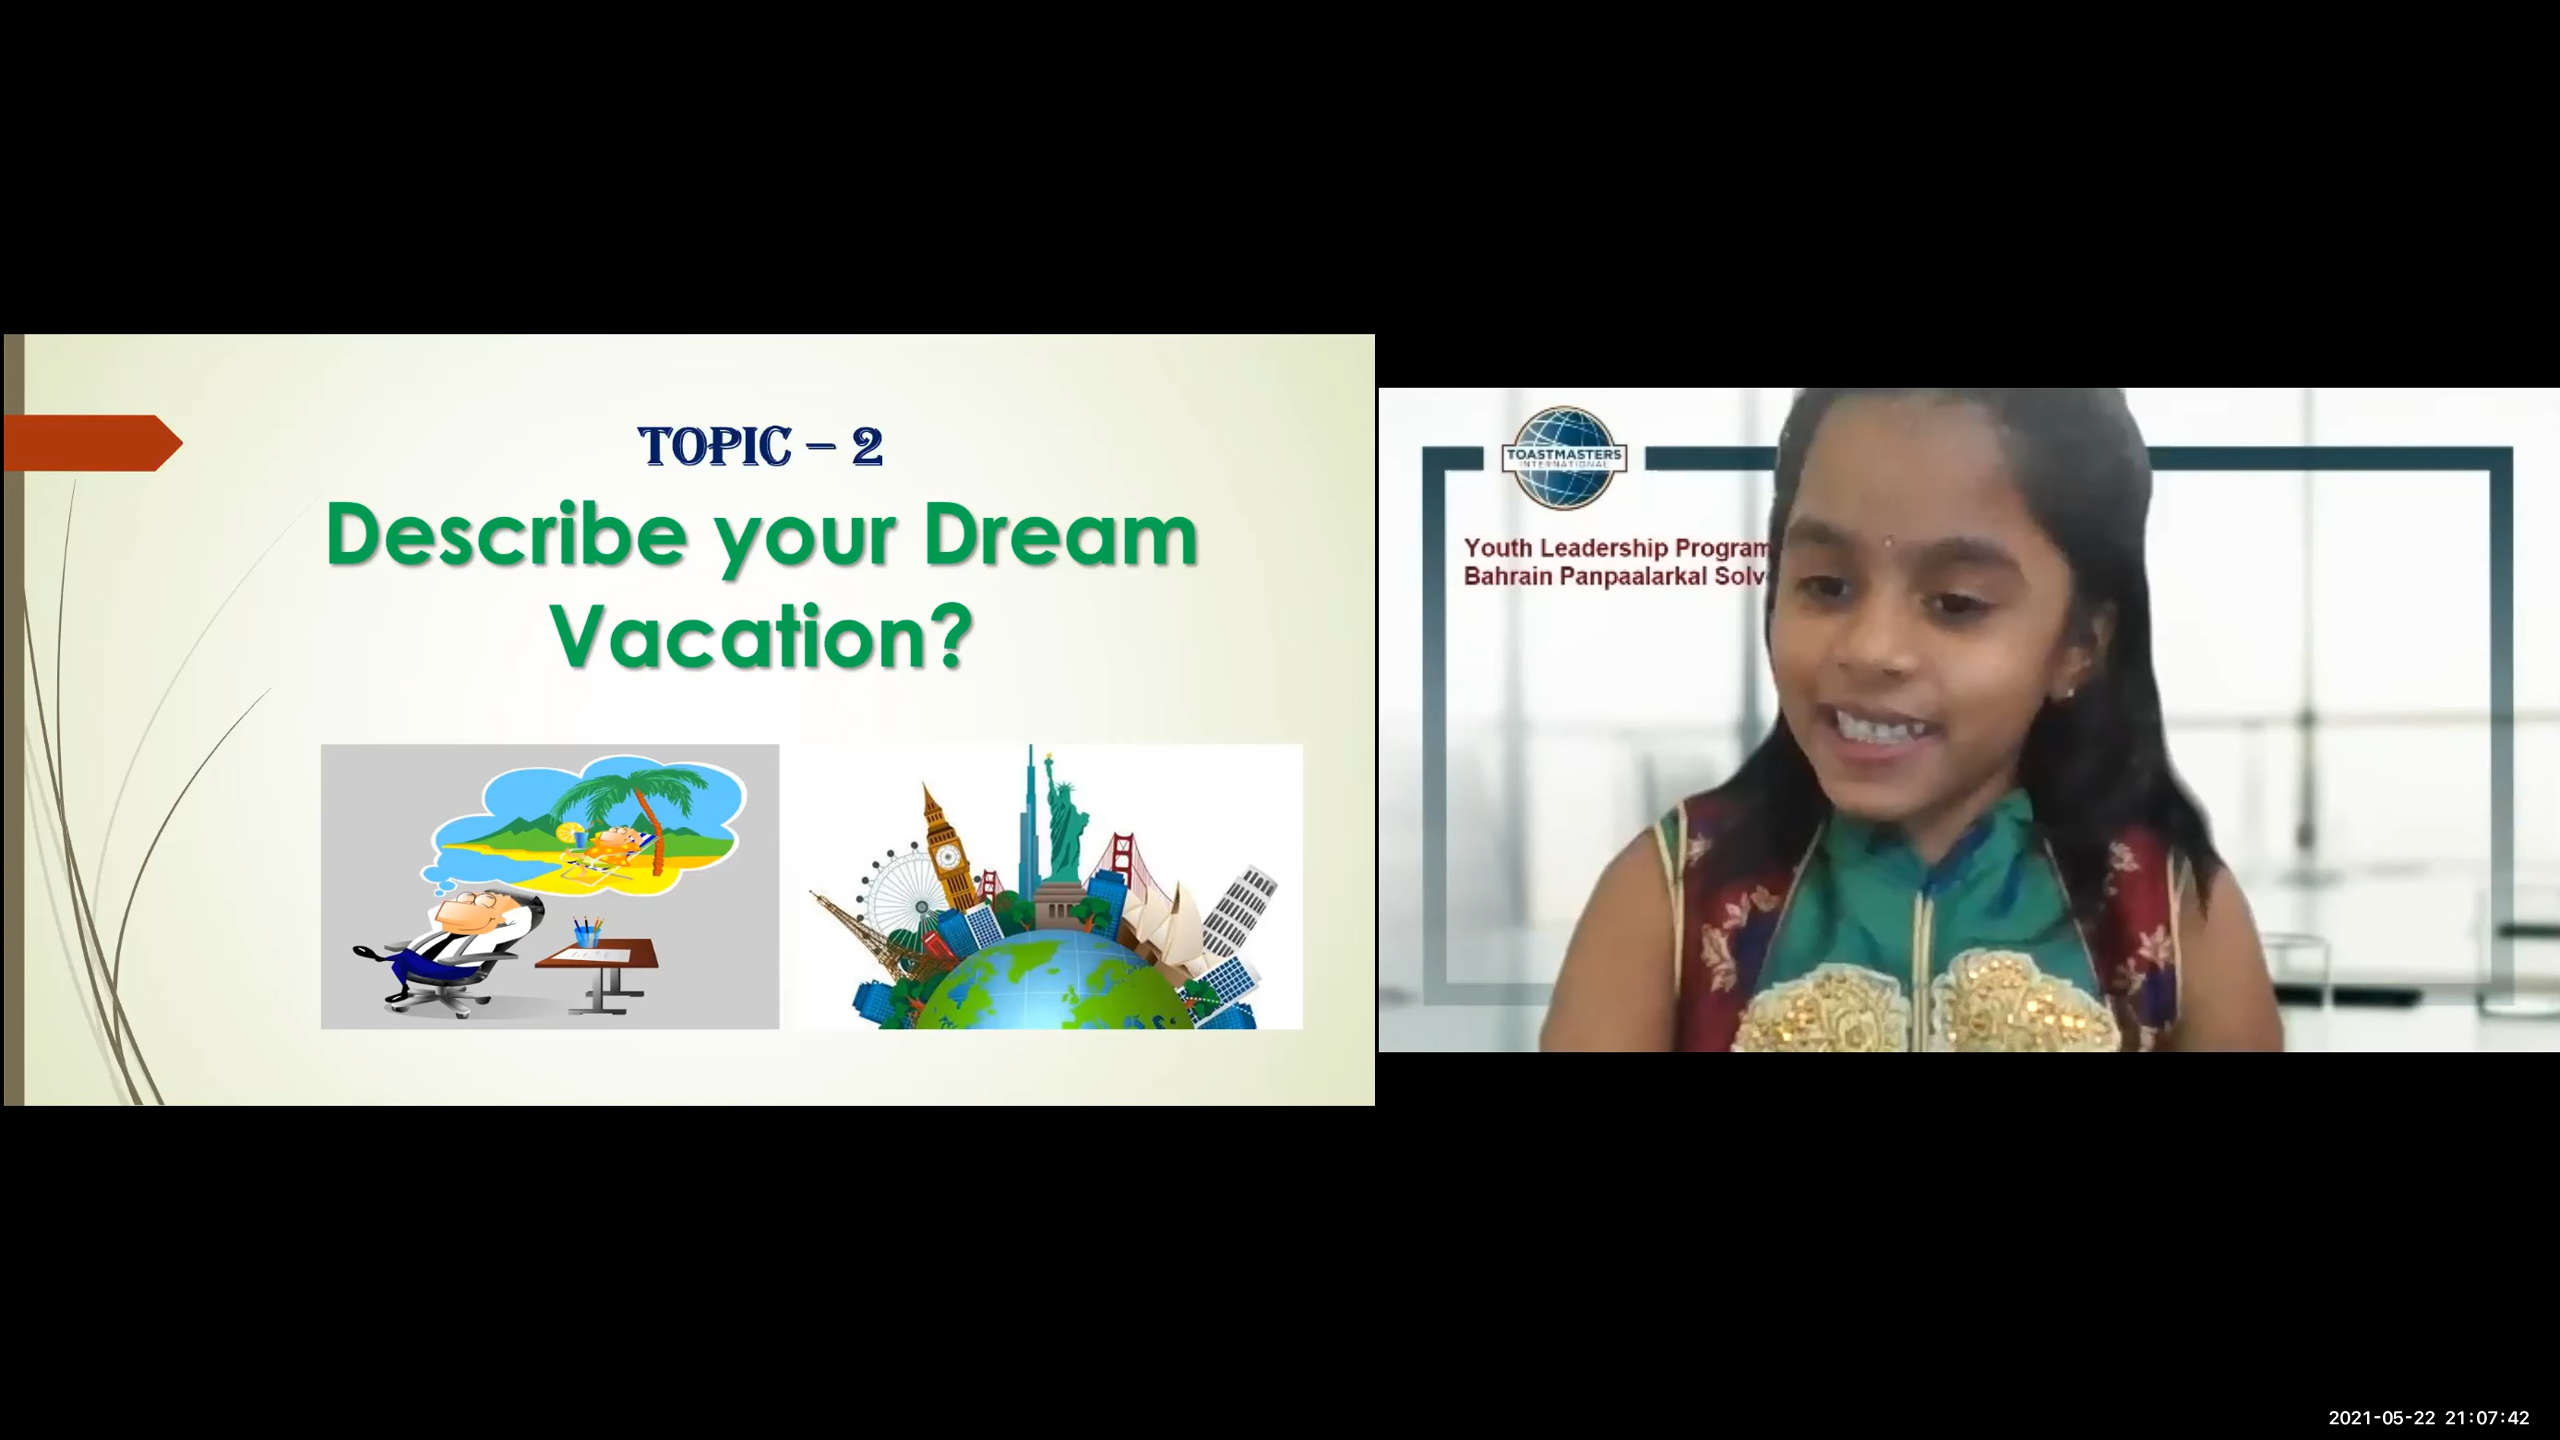 TOPIC – 2
Describe your Dream
Vacation?
TOASTMASTERS
INTERNATIONAL
Youth Leadership Program
Bahrain Panpaalarkal
2021-05-22 21:07:42